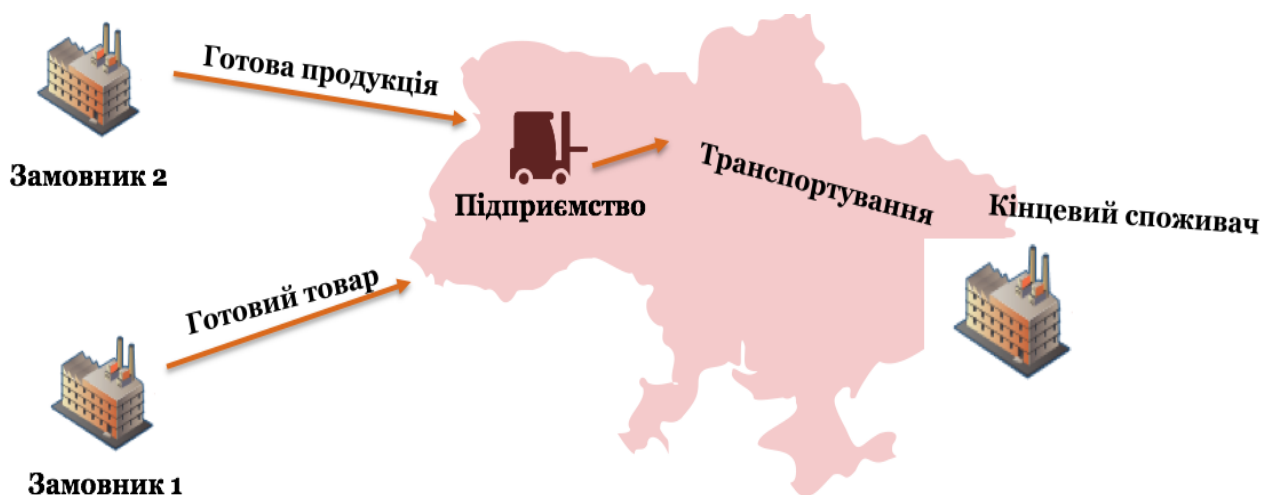 Готова продукція
Замовник 2
Підприємство
Транспортування
Кінцевий споживач
Готовий товар
Замовник 1